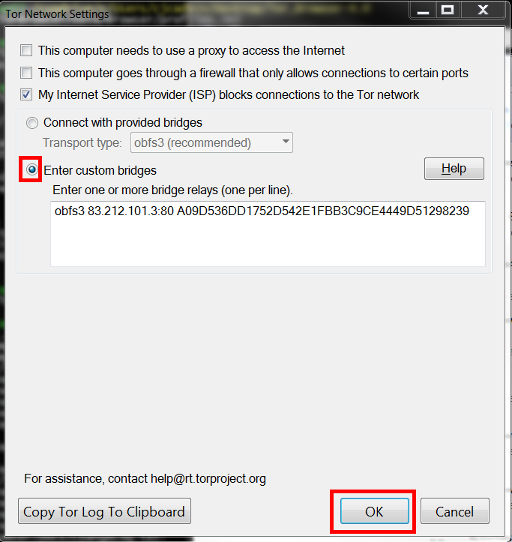 Tor Network Settings
This computer needs to use a proxy to access the Internet
This computer goes through a firewall that only allows connections to certain ports
My Internet Service Provider (ISP) blocks connections to the Tor network
Connect with provided bridges
Transport type: obfs3 (recommended)
Enter custom bridges
Help
Enter one or more bridge relays (one per line).
obfs3 83.212.101.3:80 A09D536DD1752D542E1FBB3C9CE4449D51298239
For assistance, contact help@rt.torproject.org
Copy Tor Log To Clipboard
OK
Cancel